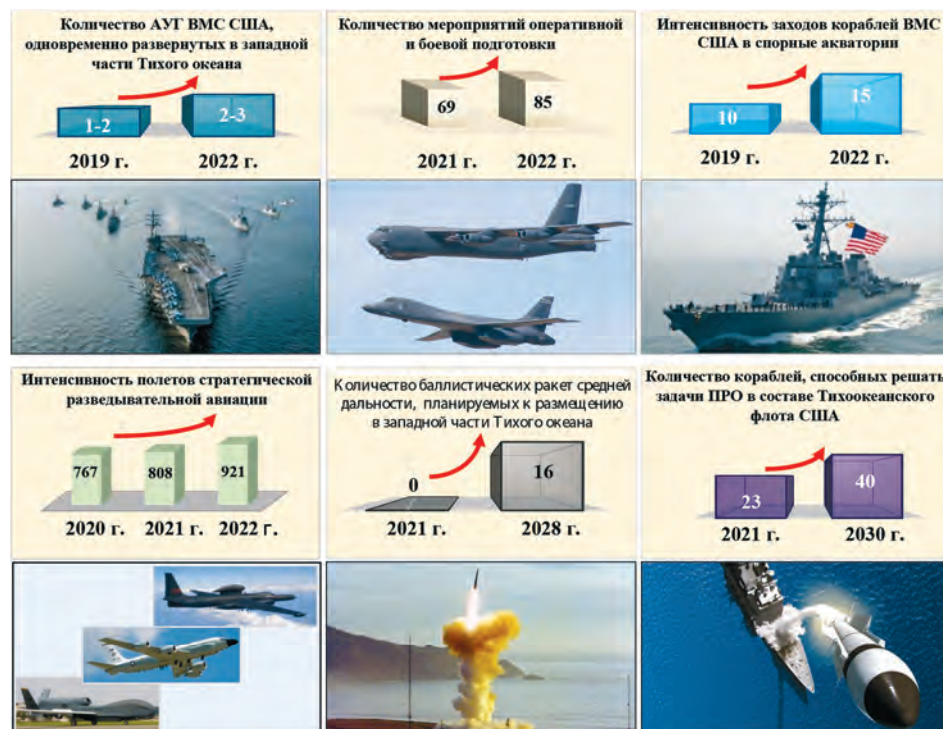 Количество АУГ ВМС США,
одновременно развернутых в западной
части Тихого океана
1-2
2-3
2019 г.
2022 г.
Количество мероприятий оперативной
и боевой подготовки
69
85
2021 г.
2022 г.
Интенсивность заходов кораблей ВМС
США в спорные акватории
10
15
2019 г.
2022 г.
Интенсивность полетов стратегической
разведывательной авиации
767
808
921
2020 г.
2021 г.
2022 г.
Количество баллистических ракет средней
дальности, планируемых к размещению
в западной части Тихого океана
0
16
2021 г.
2028 г.
Количество кораблей, способных решать
задачи ПРО в составе Тихоокеанского
флота США
23
40
2021 г.
2030 г.